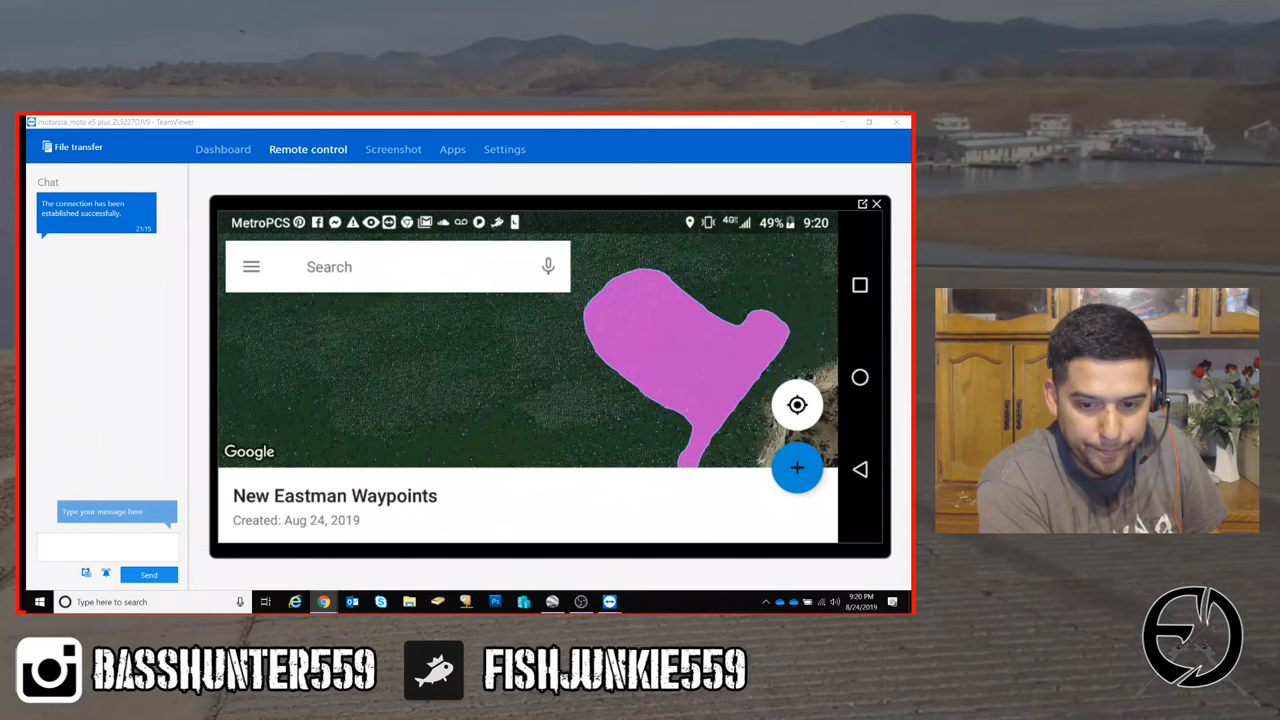 motorola_moto e5 plus_ZL5227DJV9 - TeamViewer
File transfer
Dashboard
Remote control
Screenshot
Apps
Settings
Chat
The connection has been
established successfully.
21:15
MetroPCS
4G
49%
9:20
Search
Google
New Eastman Waypoints
Created: Aug 24, 2019
Type your message here
Send
Type here to search
9:20 PM
8/24/2019
BASSHUNTER559
FISHJUNKIE559